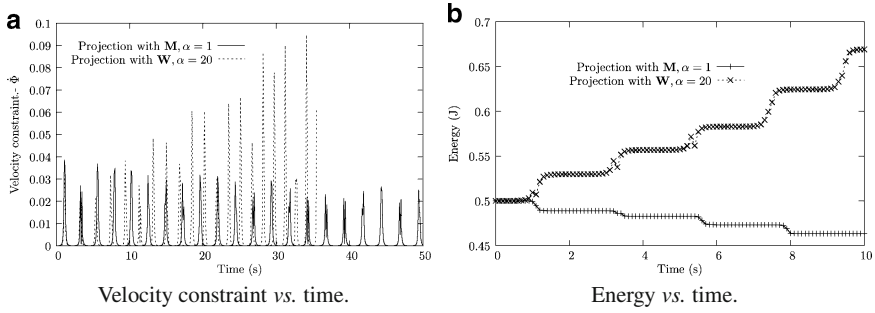 a
0.1
0.09
0.08
0.07
0.06
0.05
0.04
0.03
0.02
0.01
0
Velocity constraint.- Φ̇
Projection with M, α = 1
Projection with W, α = 20
0 10 20 30 40 50
Time (s)
Velocity constraint vs. time.
b
0.7
0.65
0.6
0.55
0.5
0.45
Energy (J)
Projection with M, α = 1
Projection with W, α = 20
0 2 4 6 8 10
Time (s)
Energy vs. time.